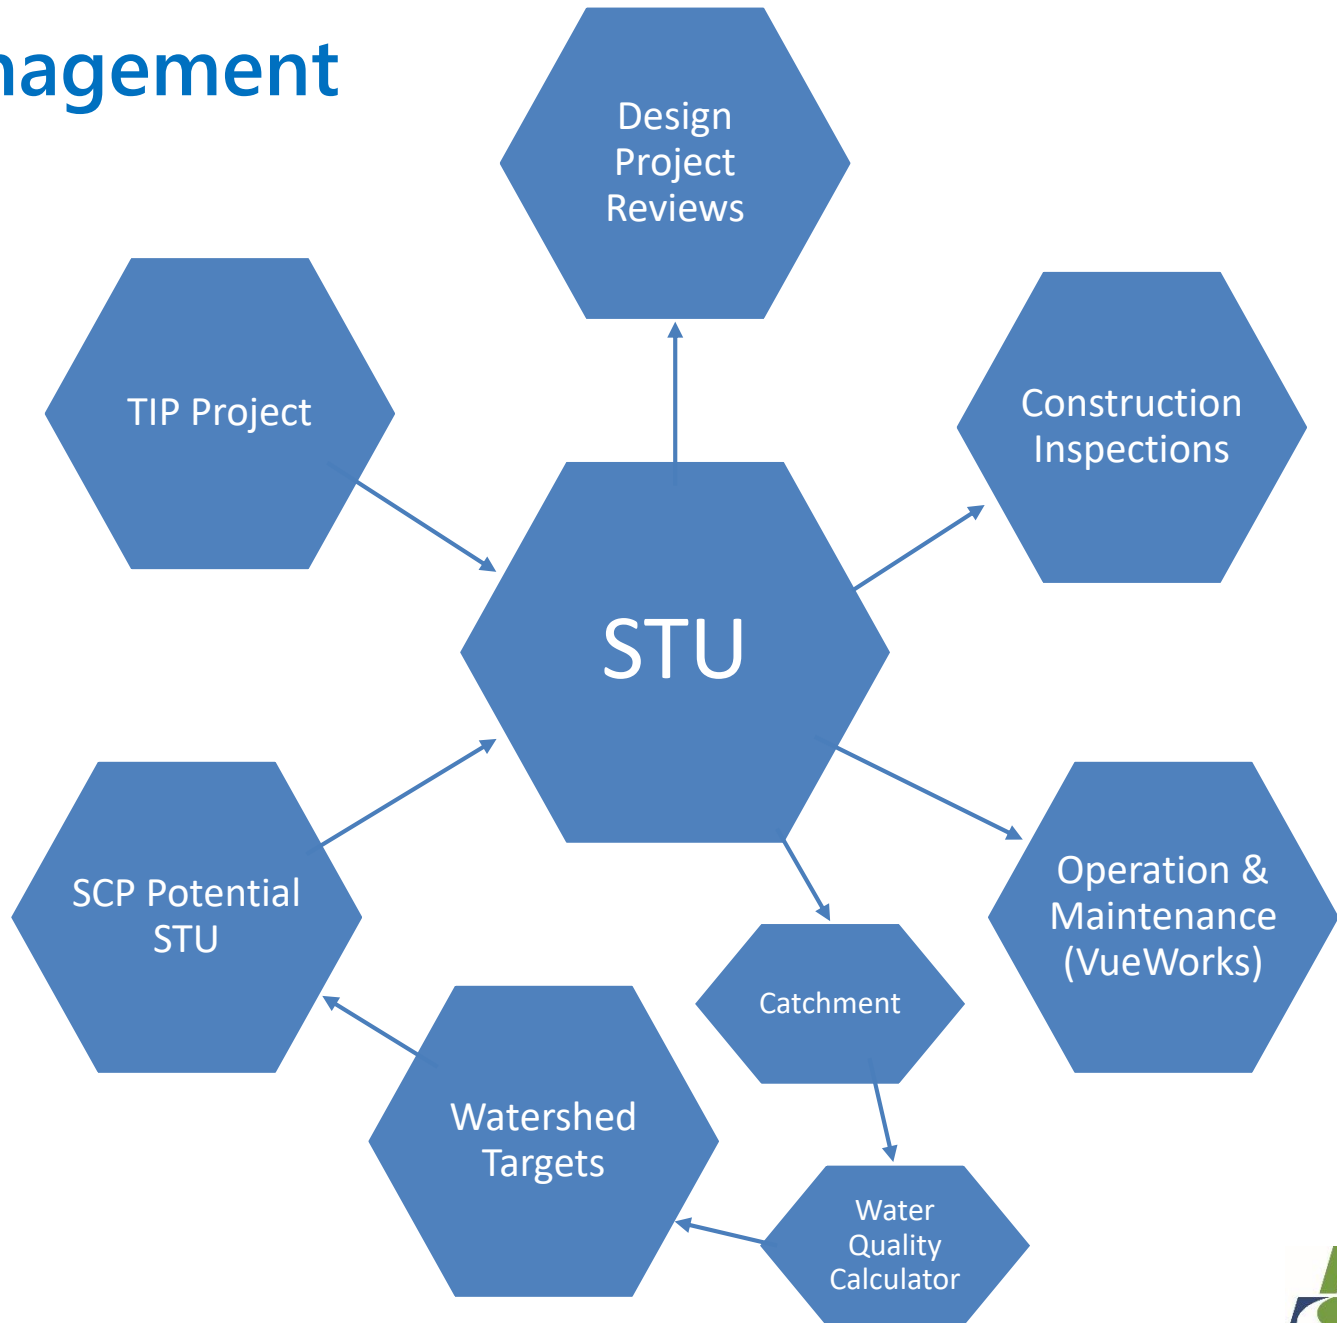 nagement
Design
Project
Reviews
TIP Project
Construction
Inspections
STU
SCP Potential
STU
Operation &
Maintenance
(VueWorks)
Catchment
Watershed
Targets
Water
Quality
Calculator